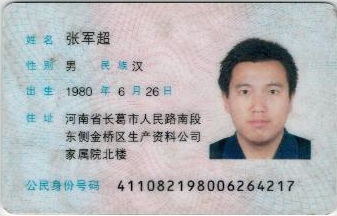 姓名 张军超
性别 男 民族 汉
出生 1980 年 6 月 26 日
住址 河南省长葛市人民路南段
东侧金桥区生产资料公司
家属院北楼
公民身份号码 411082198006264217